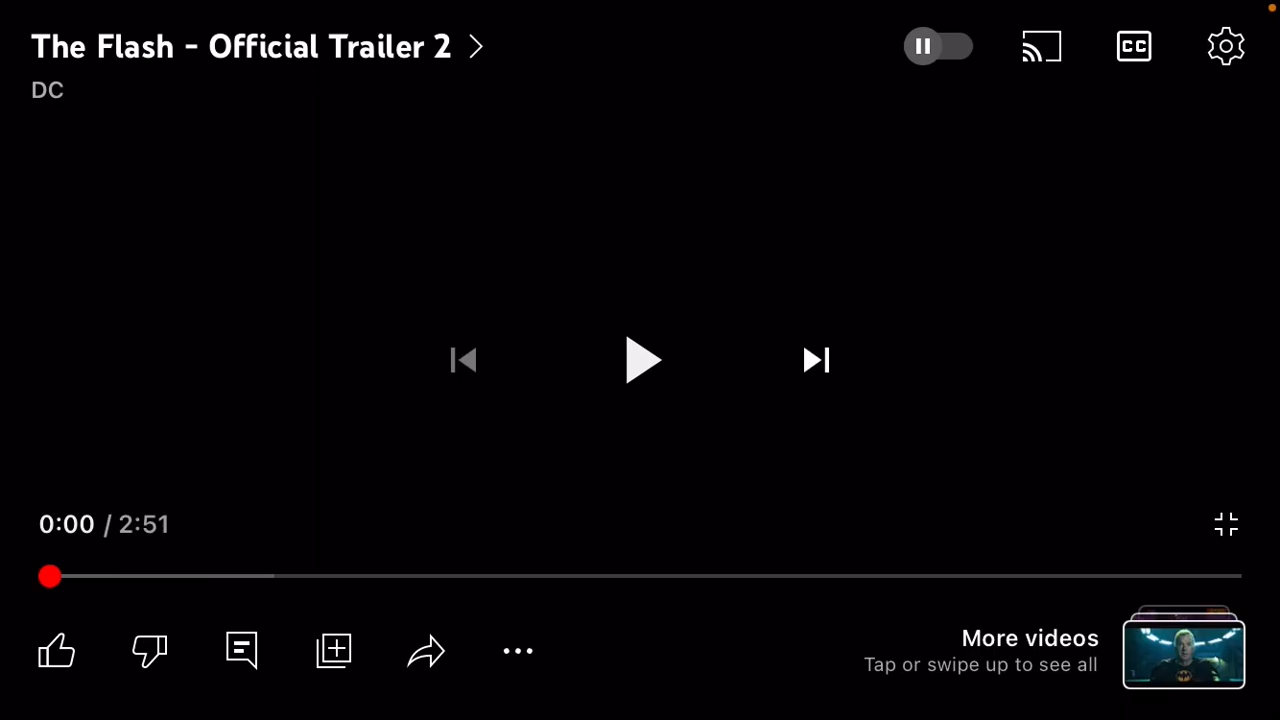 The Flash - Official Trailer 2
DC
CC
0:00 / 2:51
More videos
Tap or swipe up to see all